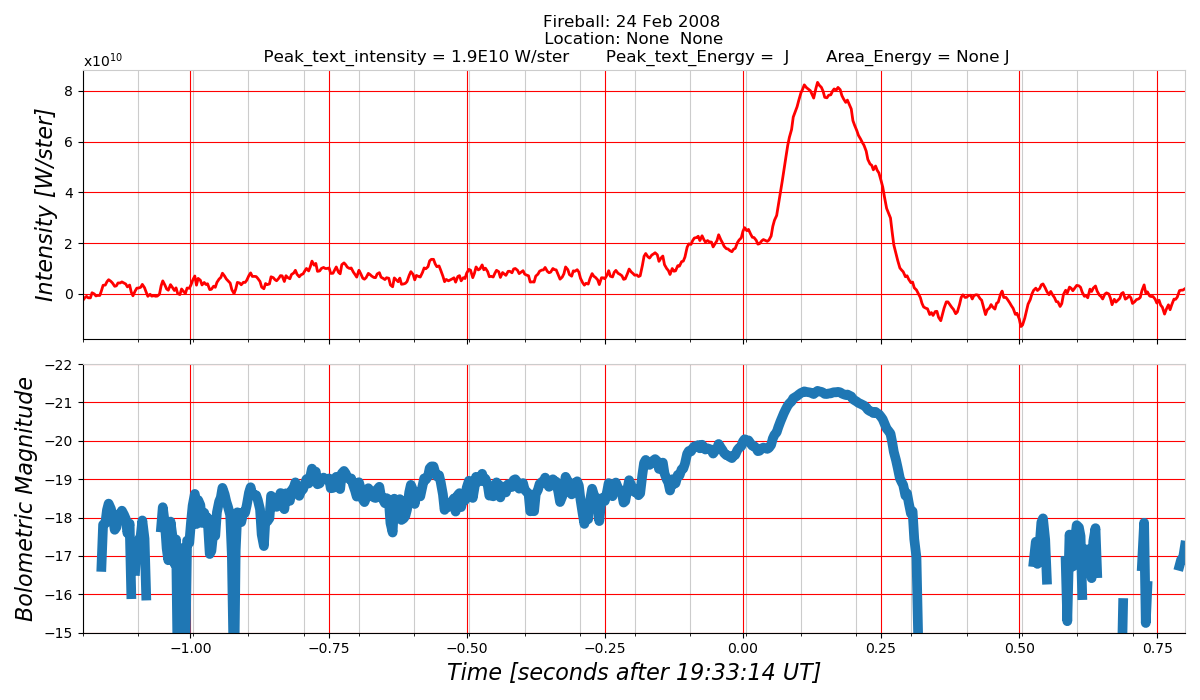 Fireball: 24 Feb 2008
Location: None  None
Peak_text_intensity = 1.9E10 W/ster       Peak_text_Energy =  J       Area_Energy = None J
x10¹⁰
Intensity [W/ster]
8
6
4
2
0
Bolometric Magnitude
−22
−21
−20
−19
−18
−17
−16
−15
−1.00 −0.75 −0.50 −0.25 0.00 0.25 0.50 0.75
Time [seconds after 19:33:14 UT]